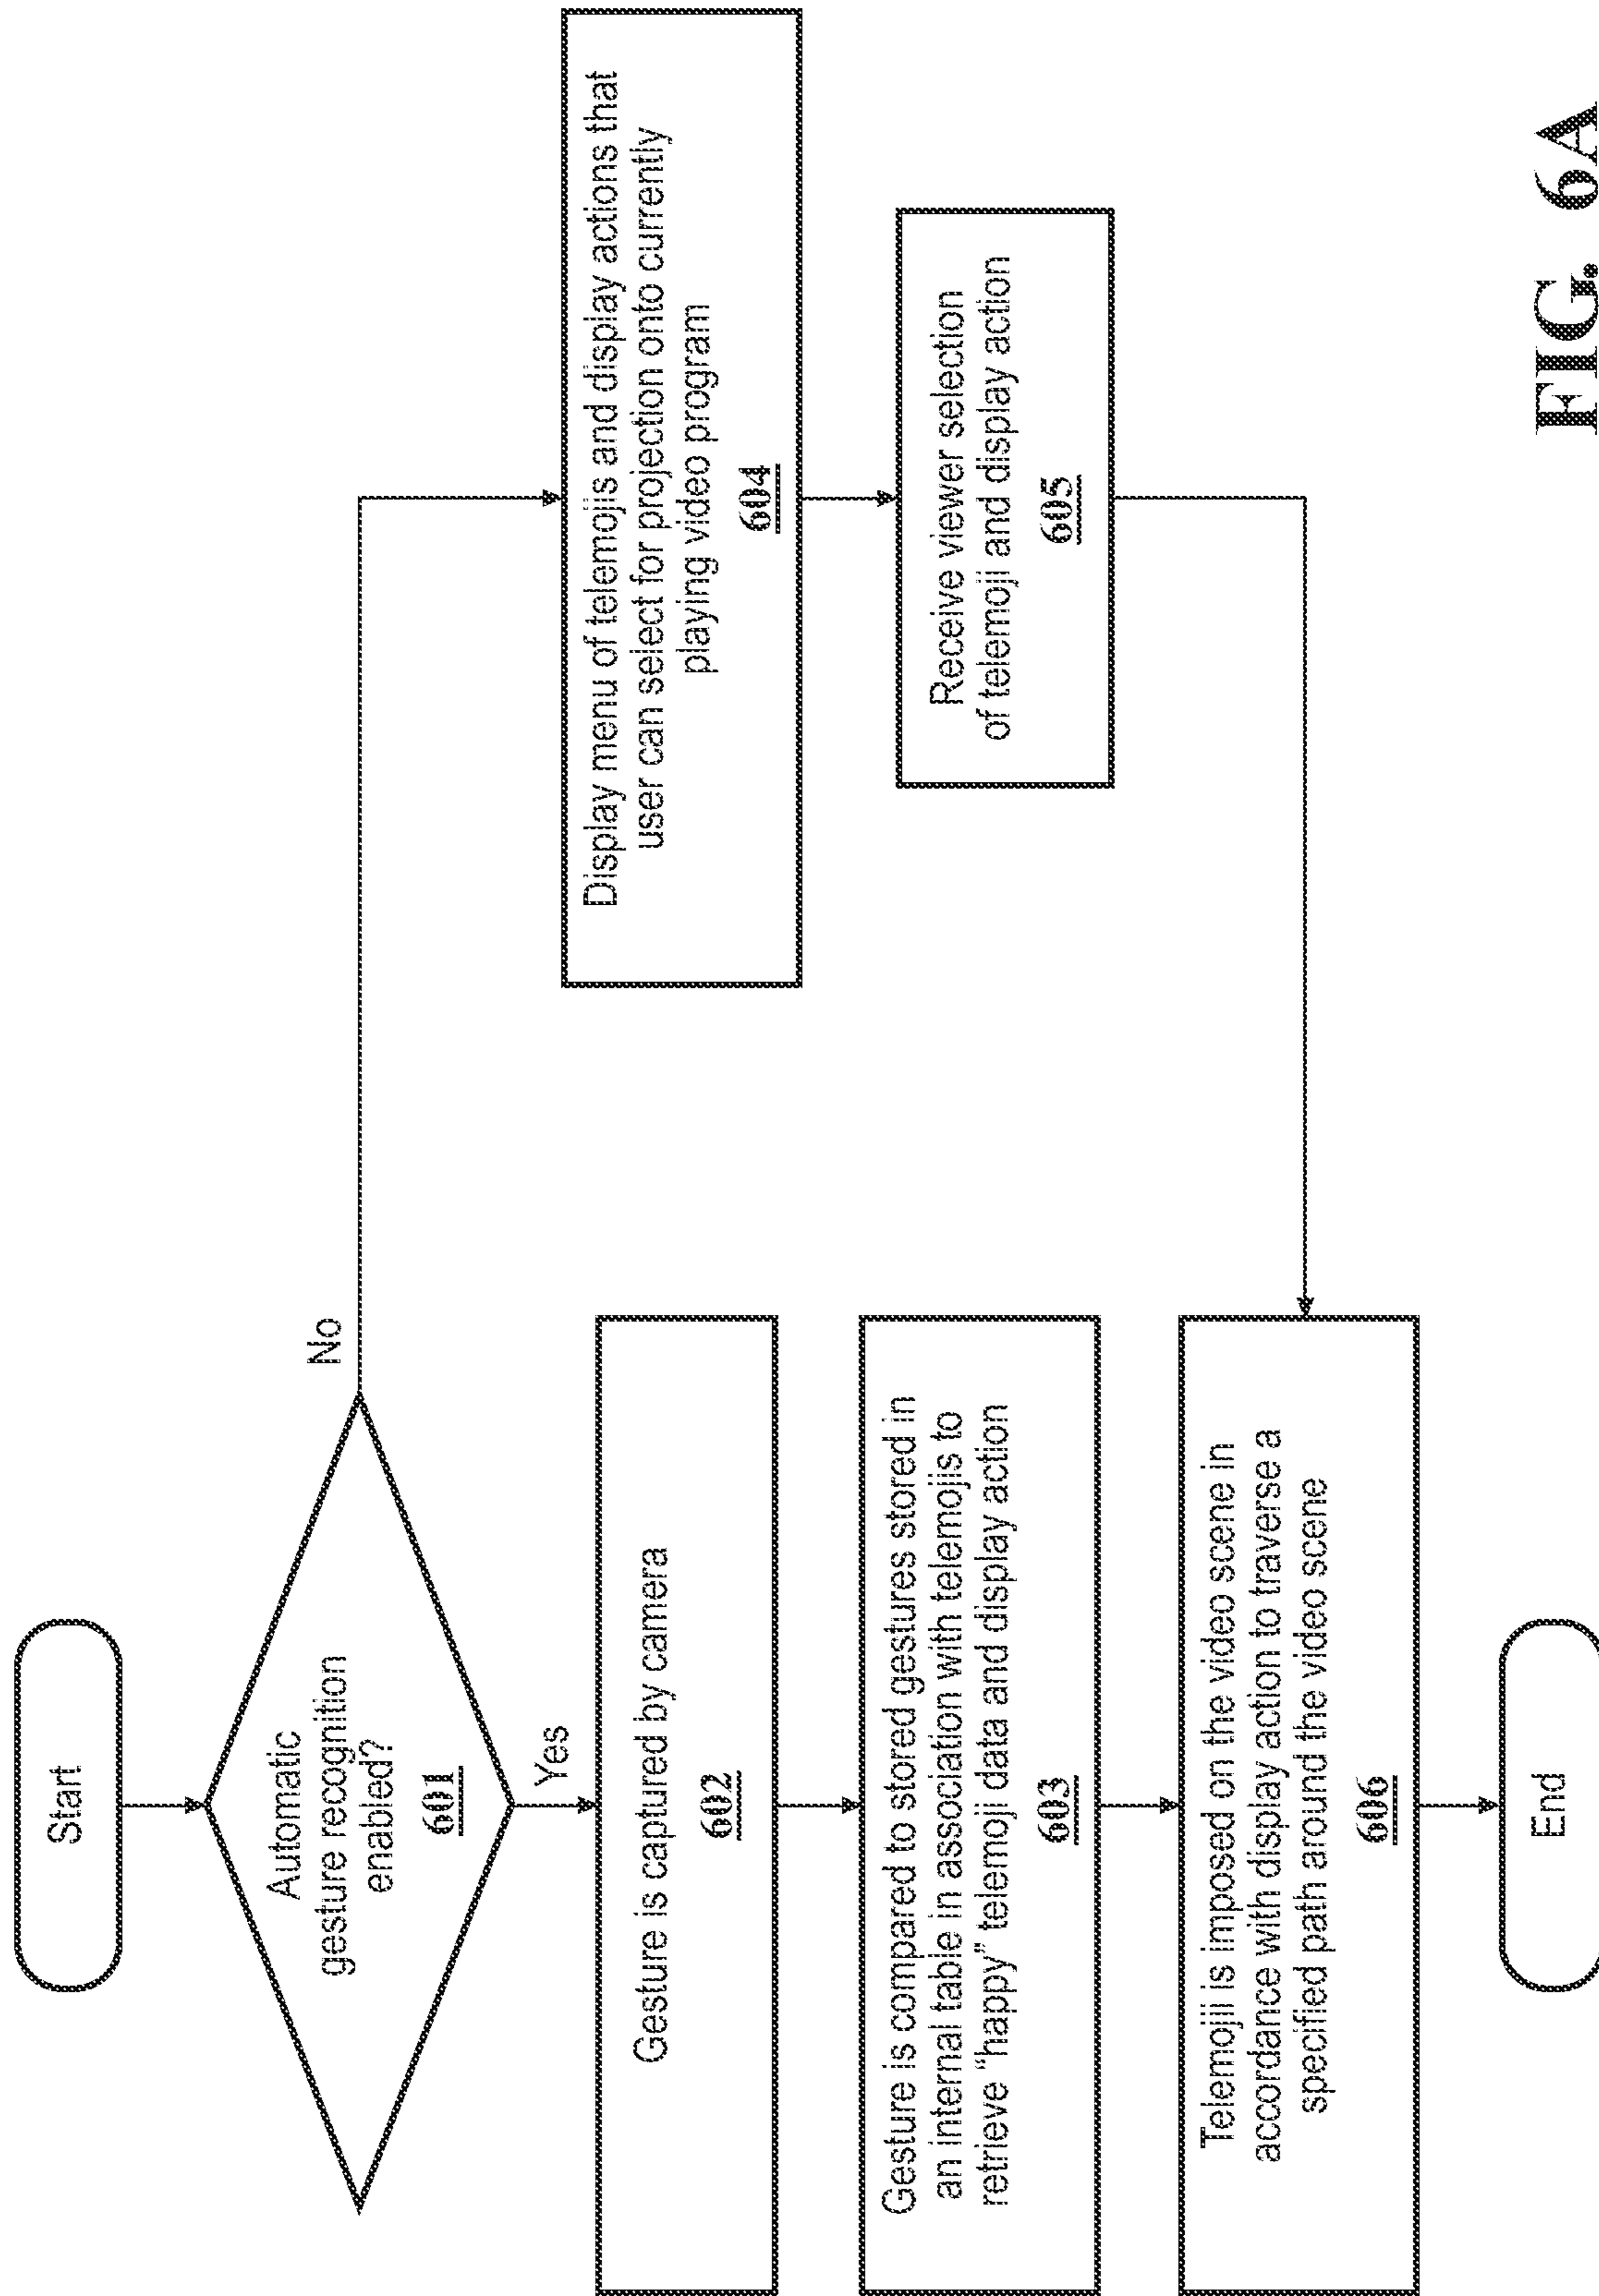 Start
Automatic
gesture recognition
enabled?
601
No
Yes
Gesture is captured by camera
602
Gesture is compared to stored gestures stored in
an internal table in association with telemojis to
retrieve “happy” telemoji data and display action
603
Display menu of telemojis and display actions that
user can select for projection onto currently
playing video program
604
Receive viewer selection
of telemoji and display action
605
Telemojii is imposed on the video scene in
accordance with display action to traverse a
specified path around the video scene
606
End
FIG. 6A